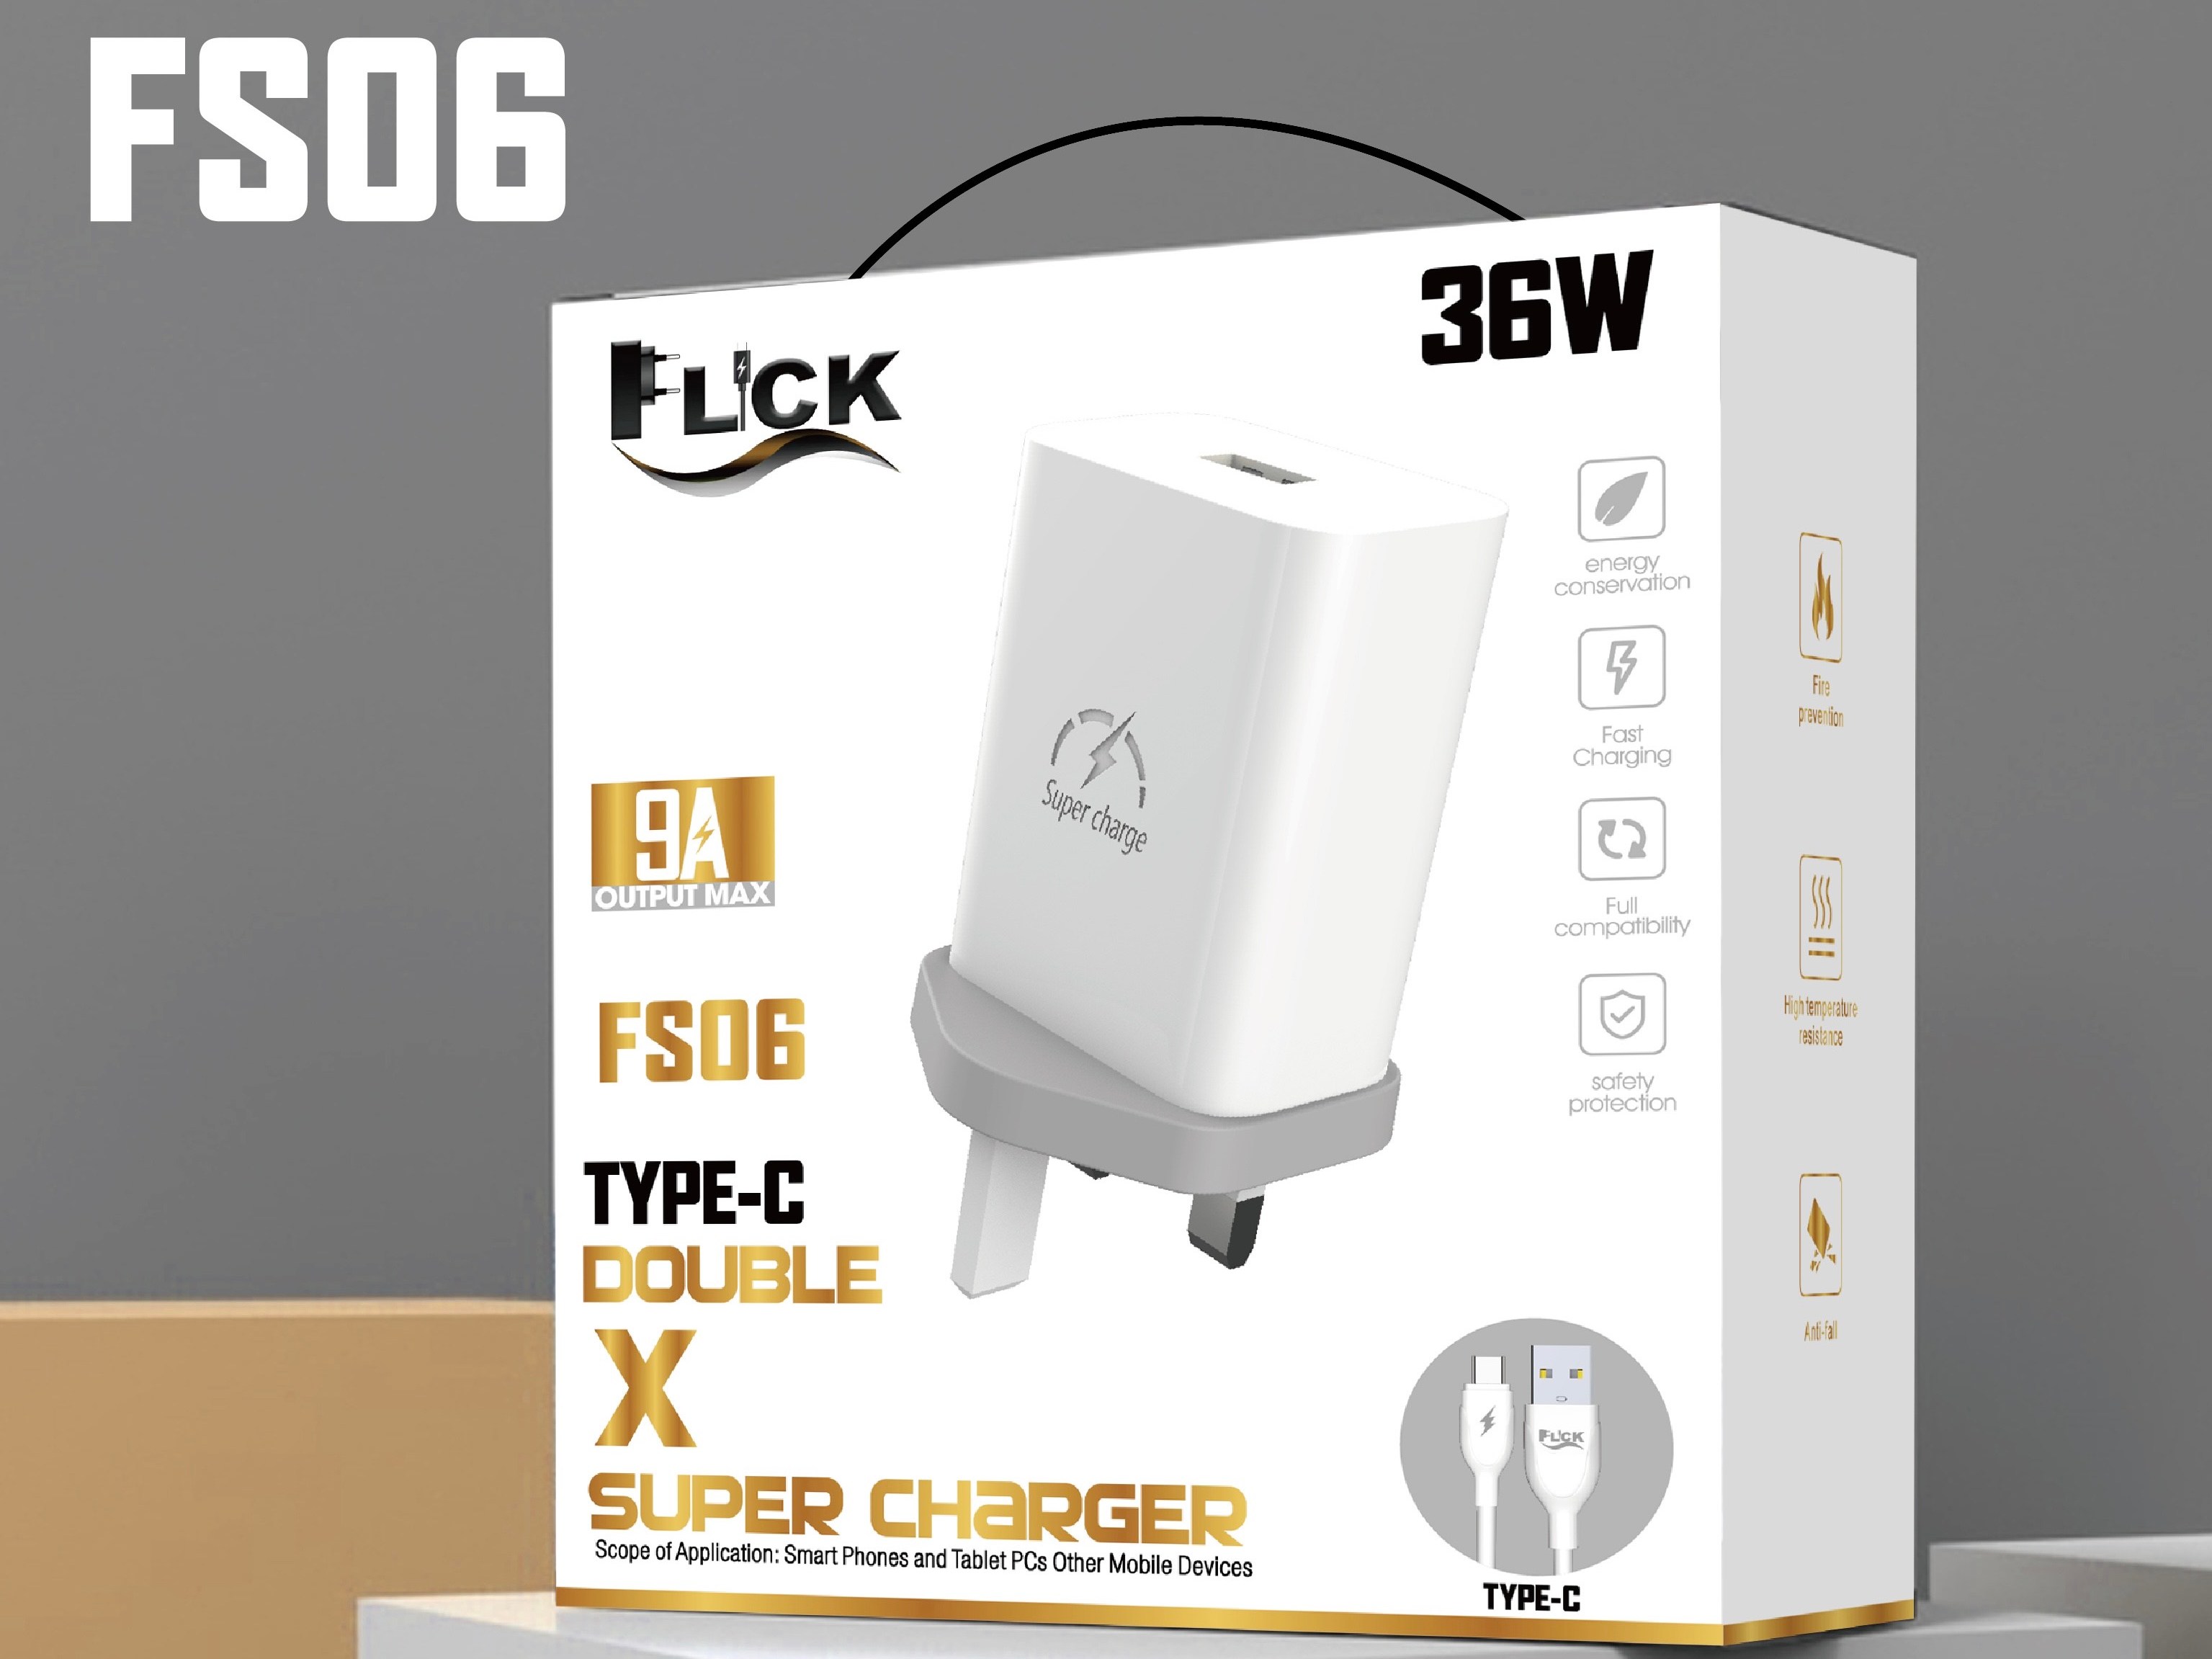 FS06
FLICK
36W
energy
conservation
Fast
Charging
Full
compatibility
safety
protection
Super charge
9A
OUTPUT MAX
FS06
TYPE-C
DOUBLE
X
SUPER CHARGER
Scope of Application: Smart Phones and Tablet PCs Other Mobile Devices
FLICK
TYPE-C
Fire
prevention
High temperature
resistance
Anti-fall